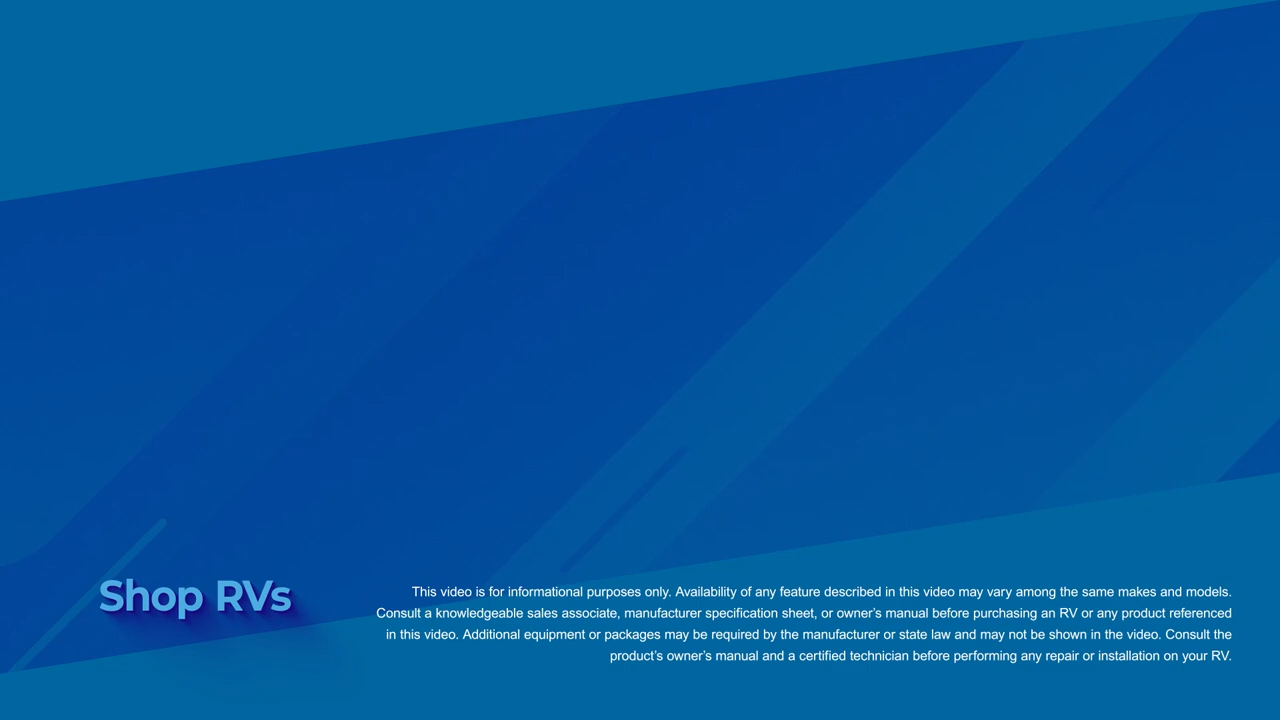 Shop RVs
This video is for informational purposes only. Availability of any feature described in this video may vary among the same makes and models.
Consult a knowledgeable sales associate, manufacturer specification sheet, or owner’s manual before purchasing an RV or any product referenced
in this video. Additional equipment or packages may be required by the manufacturer or state law and may not be shown in the video. Consult the
product’s owner’s manual and a certified technician before performing any repair or installation on your RV.